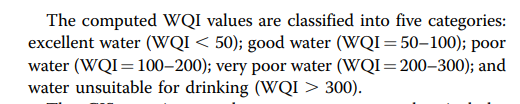 The computed WQI values are classified into five categories:
excellent water (WQI < 50); good water (WQI = 50–100); poor
water (WQI = 100–200); very poor water (WQI = 200–300); and
water unsuitable for drinking (WQI > 300).